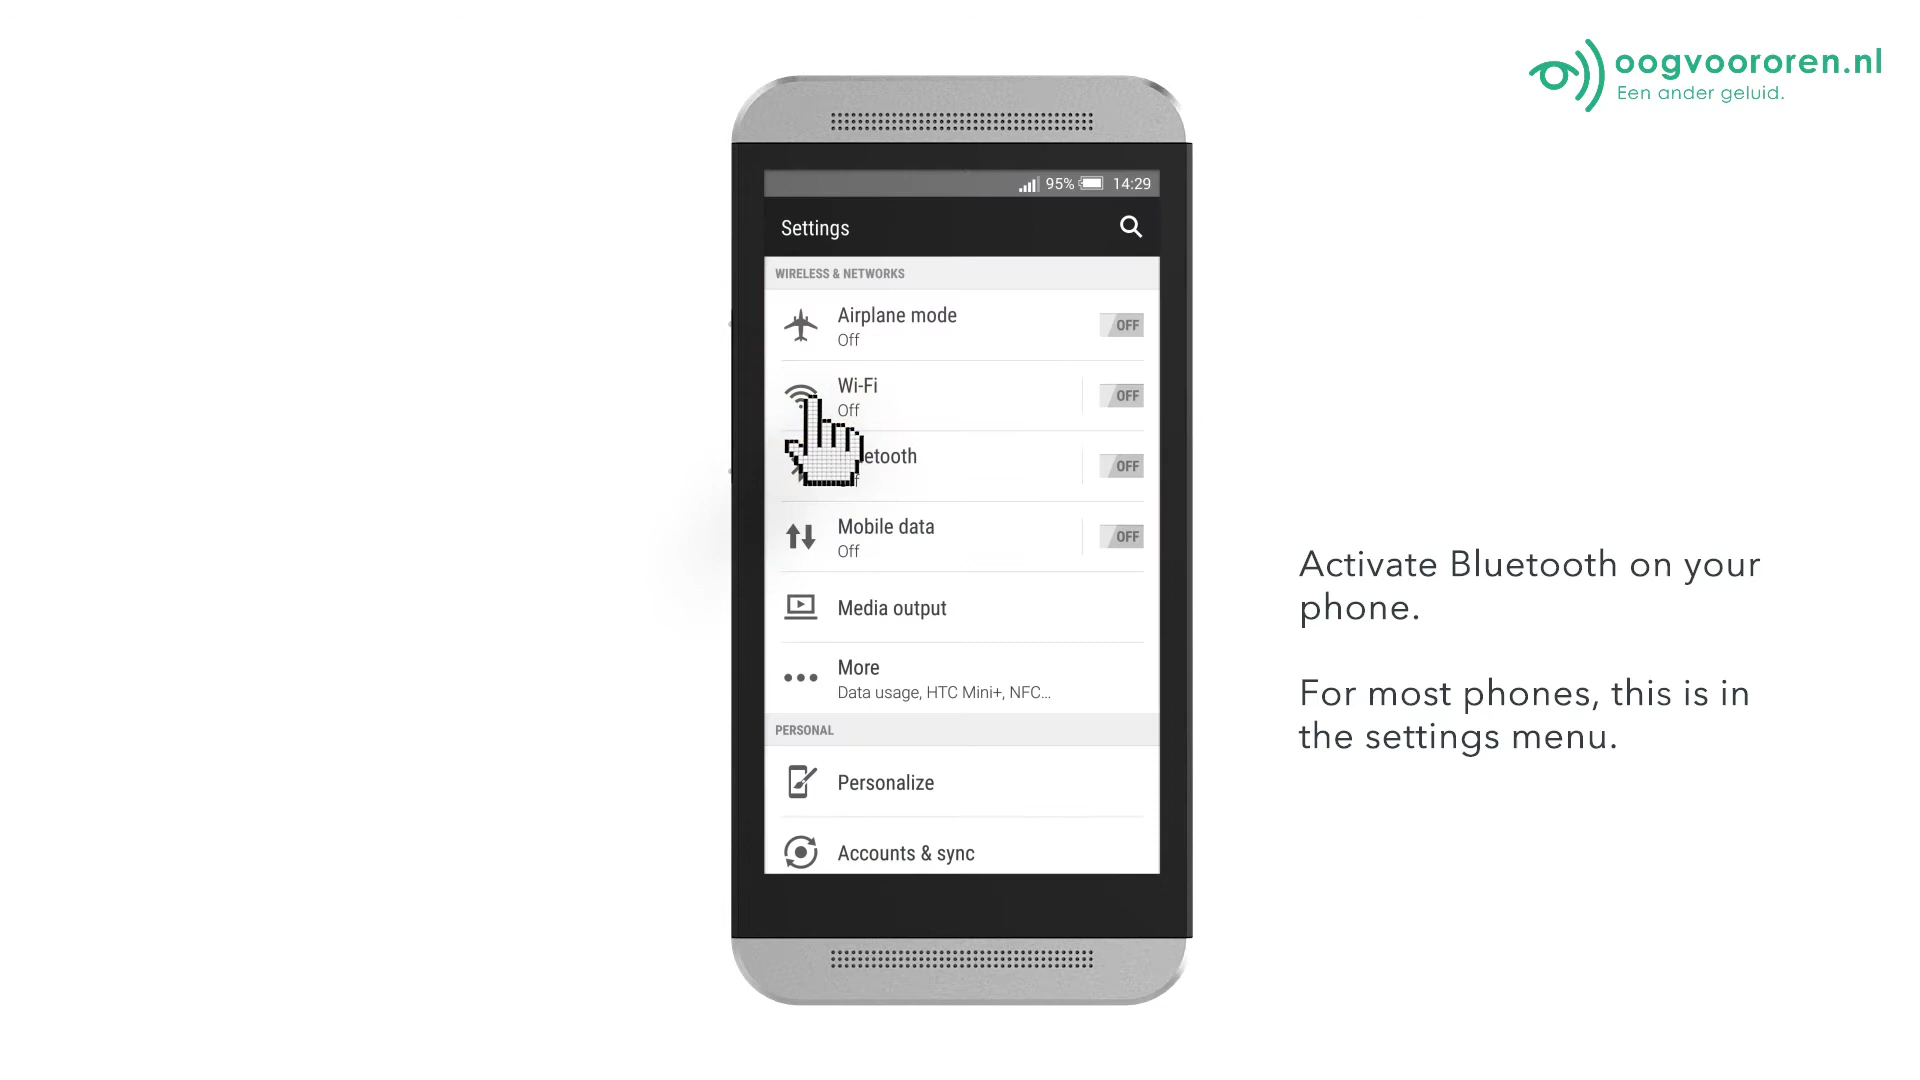 oogvoororen.nl
Een ander geluid.
95% 14:29
Settings
WIRELESS & NETWORKS
Airplane mode
Off
OFF
Wi-Fi
Off
OFF
etooth
OFF
Mobile data
Off
OFF
Media output
More
Data usage, HTC Mini+, NFC...
PERSONAL
Personalize
Accounts & sync
Activate Bluetooth on your
phone.
For most phones, this is in
the settings menu.